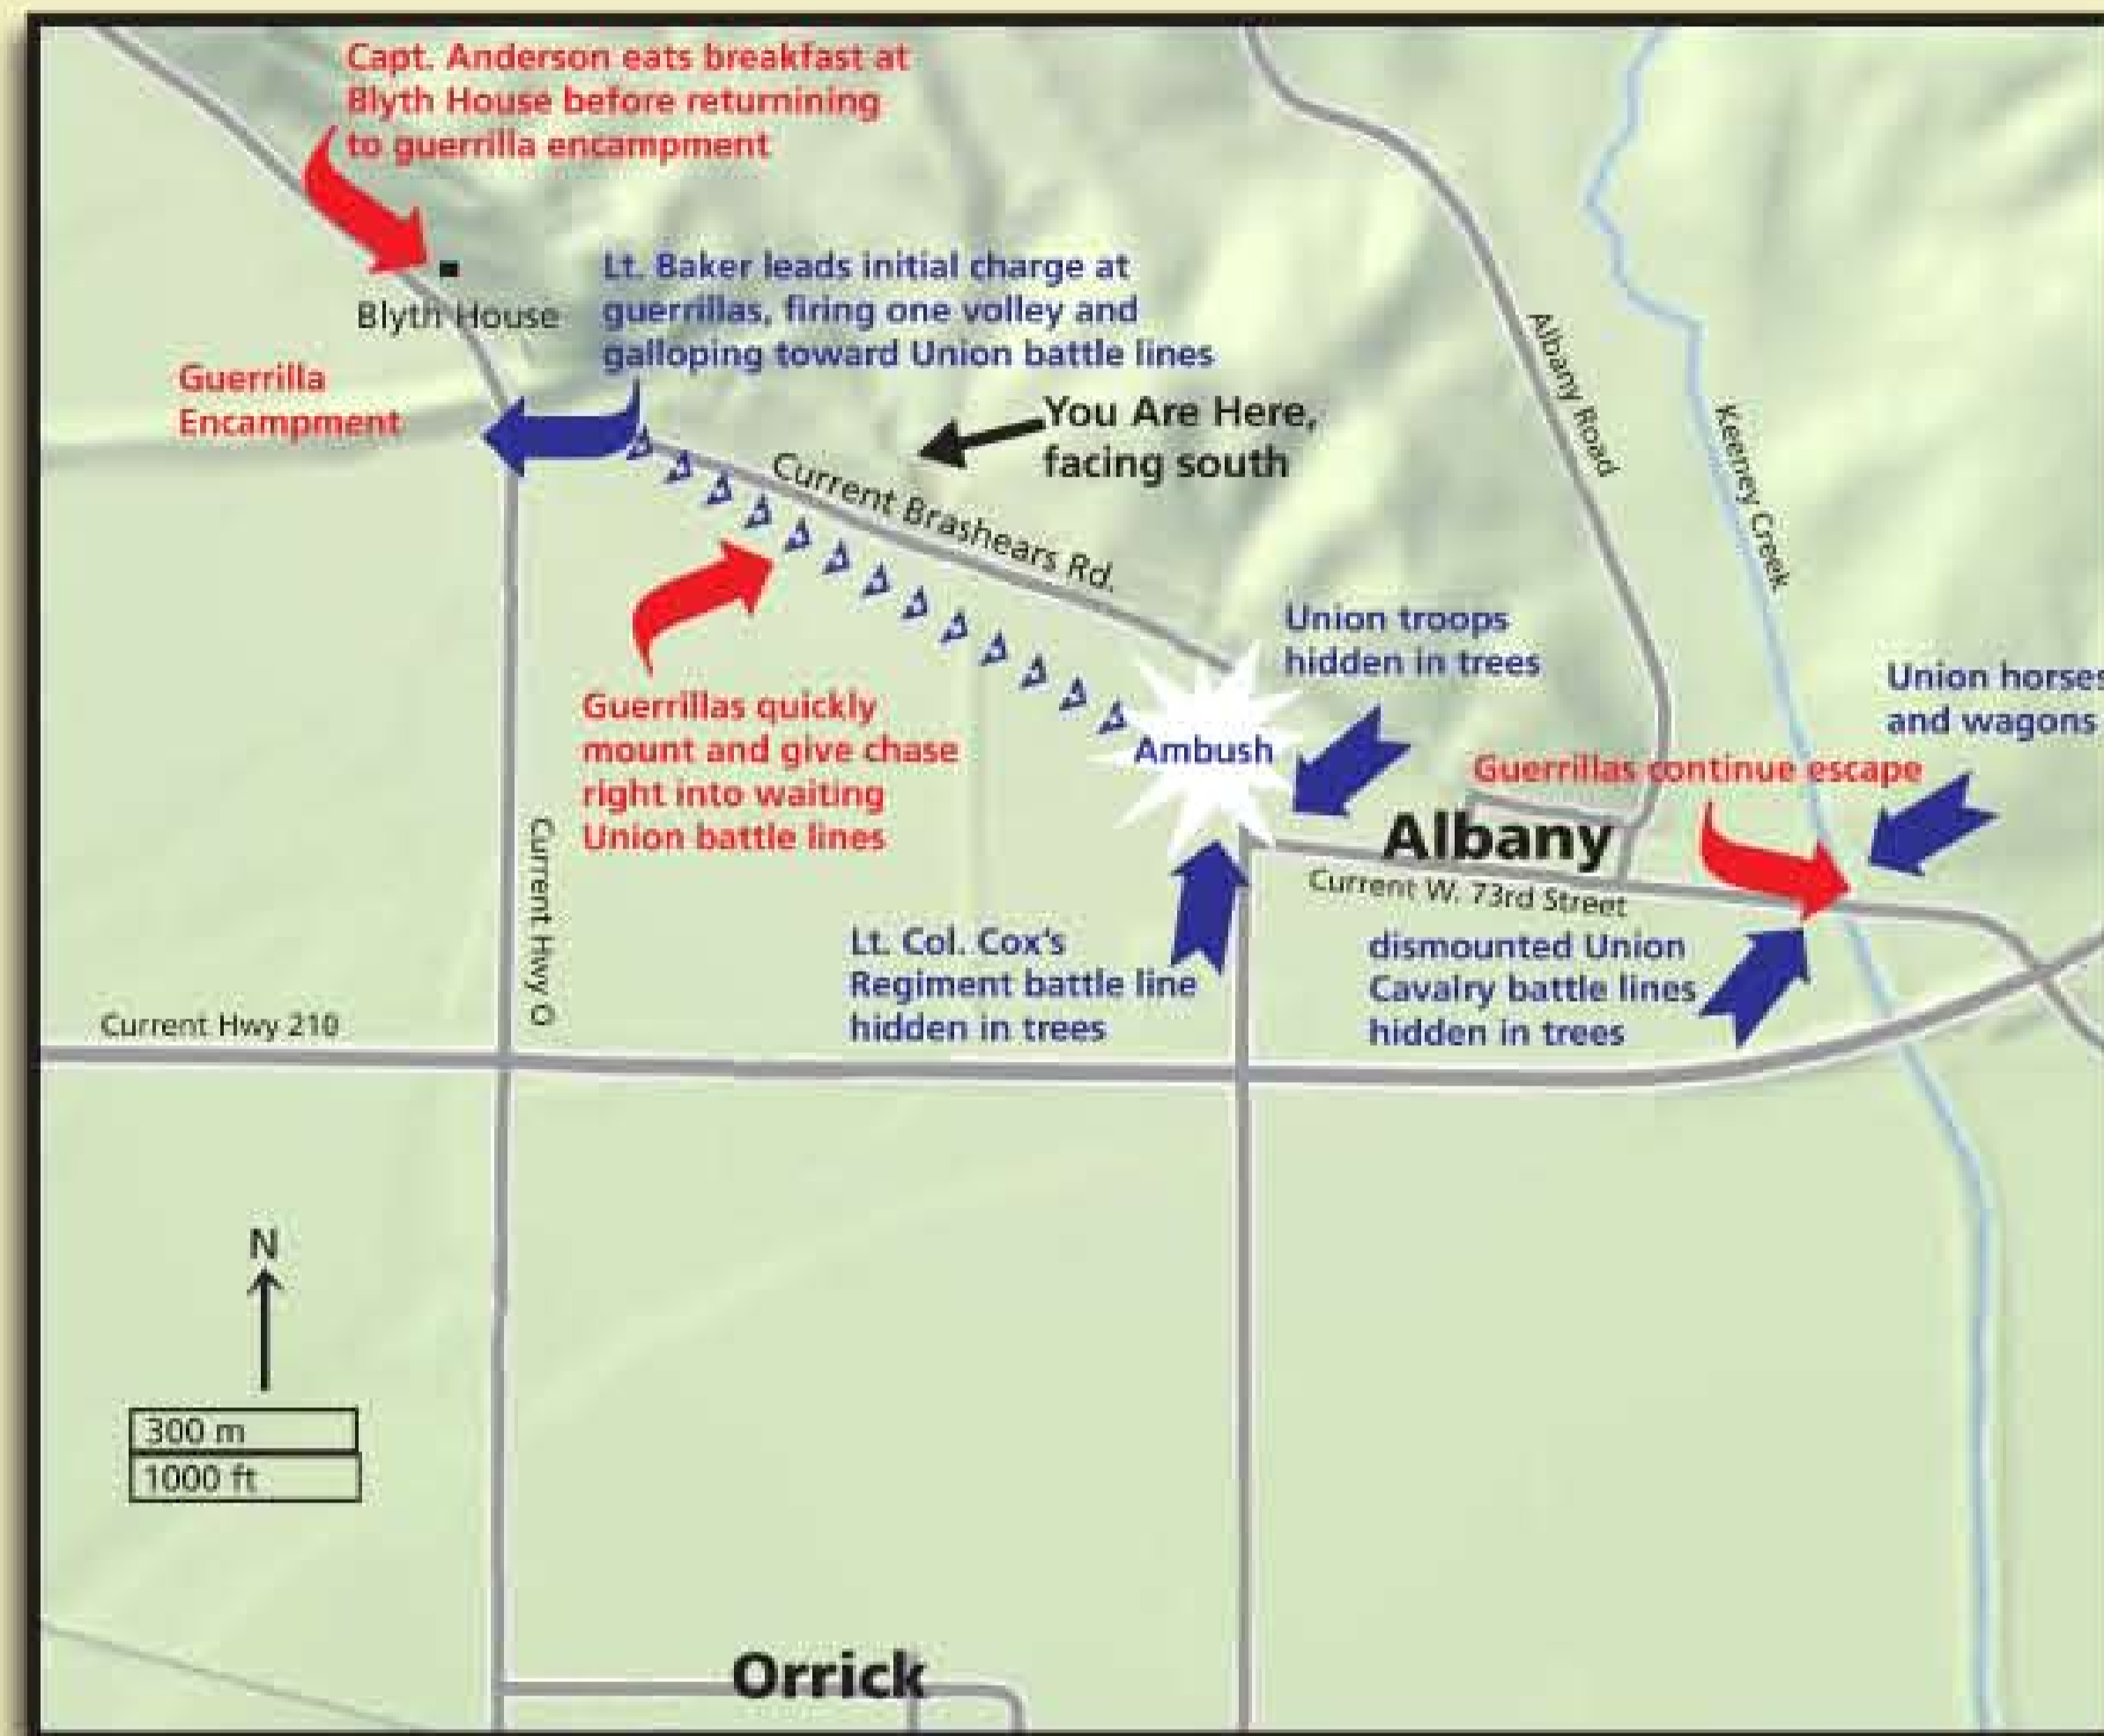 Capt. Anderson eats breakfast at
Blyth House before returnining
to guerrilla encampment
Blyth House
Lt. Baker leads initial charge at
guerrillas, firing one volley and
galloping toward Union battle lines
Guerrilla
Encampment
You Are Here,
facing south
Albany Road
Keeney Creek
Current Brashears Rd.
Union troops
hidden in trees
Union horses
and wagons
Guerrillas quickly
mount and give chase
right into waiting
Union battle lines
Ambush
Guerrillas continue escape
Albany
Current W. 73rd Street
Current Hwy O
Lt. Col. Cox's
Regiment battle line
hidden in trees
dismounted Union
Cavalry battle lines
hidden in trees
Current Hwy 210
N
300 m
1000 ft
Orrick